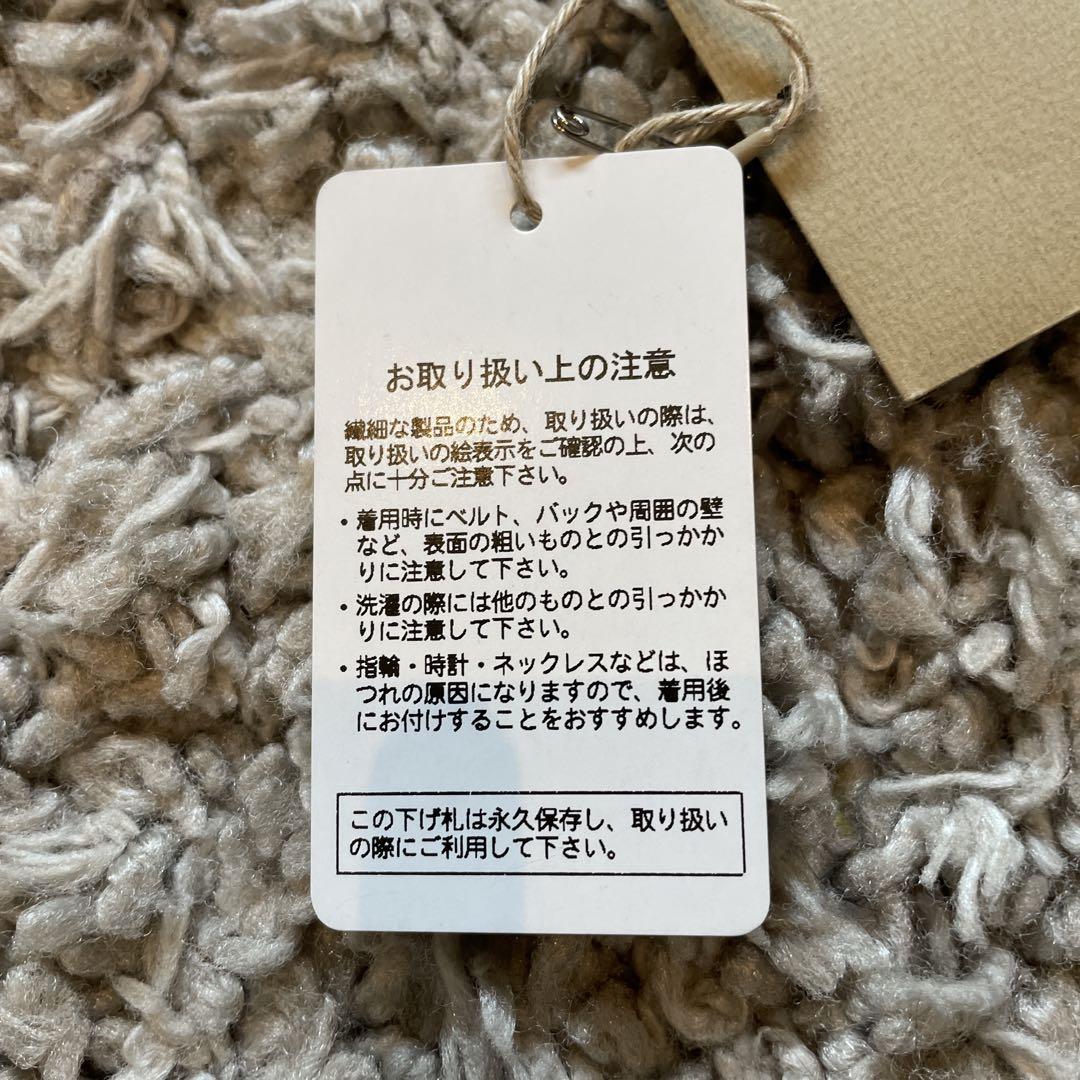 お取り扱い上の注意
繊細な製品のため、取り扱いの際は、
取り扱いの絵表示をご確認の上、次の
点に十分ご注意下さい。
・着用時にベルト、バックや周囲の壁
など、表面の粗いものとの引っかか
りに注意して下さい。
・洗濯の際には他のものとの引っかか
りに注意して下さい。
・指輪・時計・ネックレスなどは、ほ
つれの原因になりますので、着用後
にお付けすることをおすすめします。
この下げ札は永久保存し、取り扱い
の際にご利用して下さい。